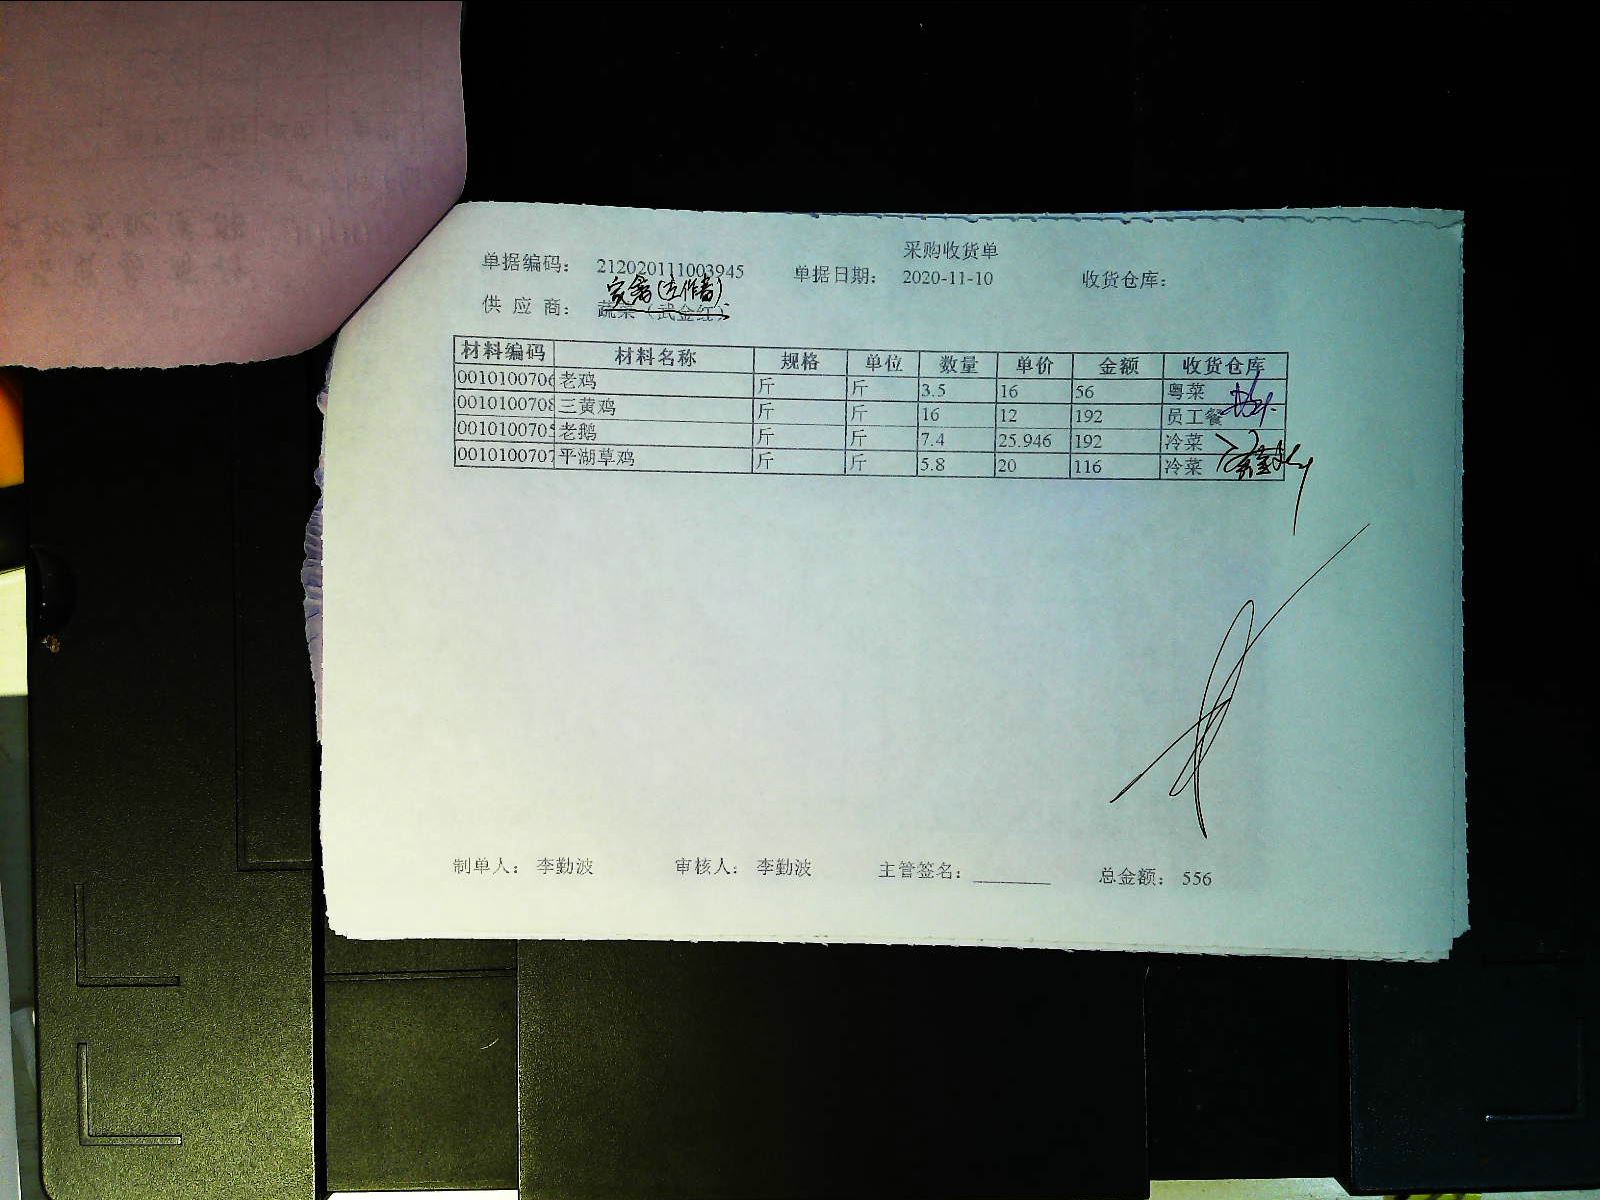 采购收货单
单据编码： 212020111003945 单据日期： 2020-11-10 收货仓库：
家禽
供 应 商： 蔬菜（武金红）
材料编码 材料名称 规格 单位 数量 单价 金额 收货仓库
0010100706 老鸡 斤 斤 3.5 16 56 粤菜
0010100708 三黄鸡 斤 斤 16 12 192 员工餐
0010100705 老鹅 斤 斤 7.4 25.946 192 冷菜
0010100707 平湖草鸡 斤 斤 5.8 20 116 冷菜
制单人： 李勤波 审核人： 李勤波 主管签名： 总金额： 556